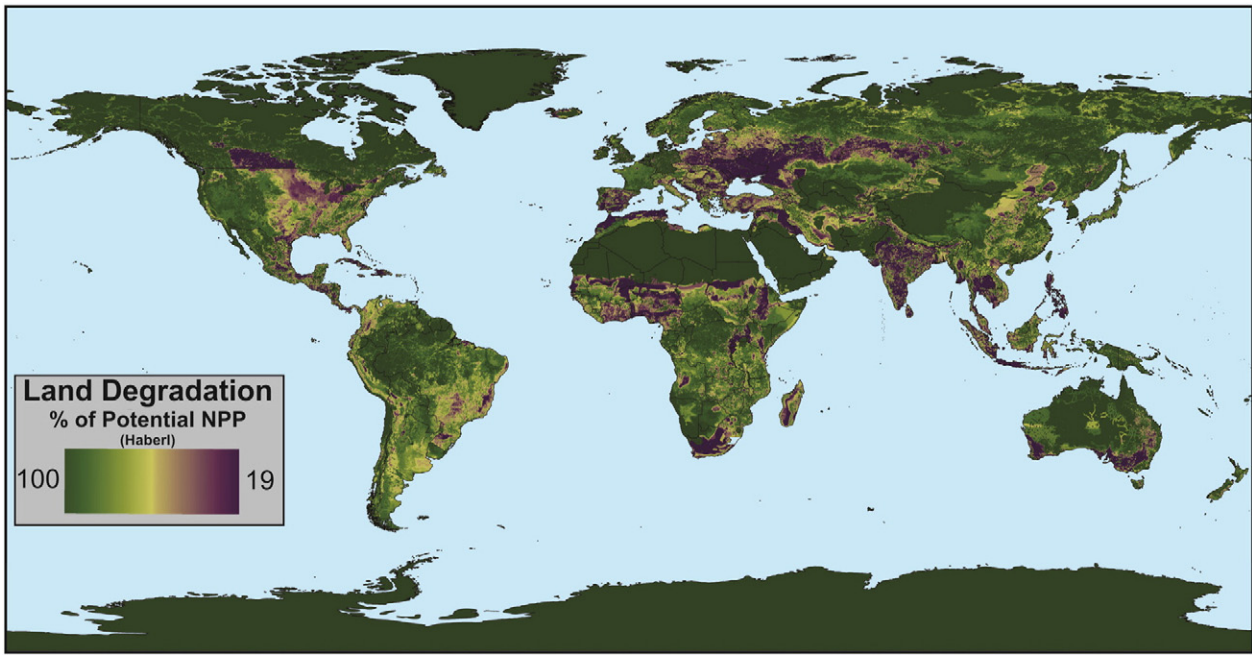 Land Degradation
% of Potential NPP
(Haberl)
100 19